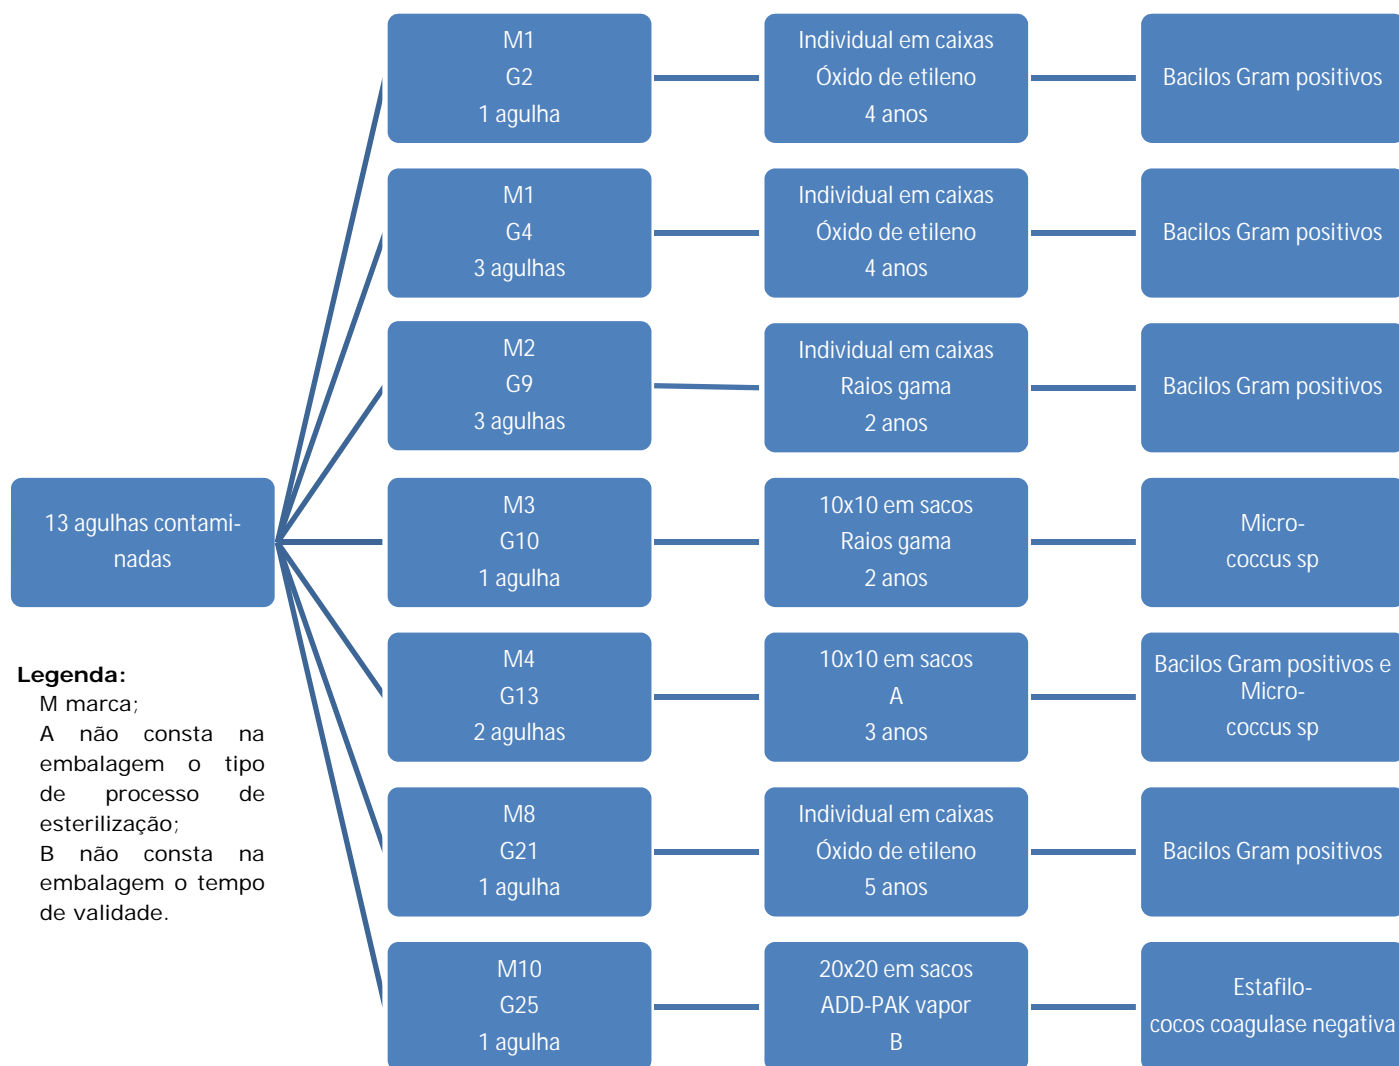 M1
G2
1 agulha
Individual em caixas
Óxido de etileno
4 anos
Bacilos Gram positivos
M1
G4
3 agulhas
Individual em caixas
Óxido de etileno
4 anos
Bacilos Gram positivos
M2
G9
3 agulhas
Individual em caixas
Raios gama
2 anos
Bacilos Gram positivos
13 agulhas contami-
nadas
M3
G10
1 agulha
10x10 em sacos
Raios gama
2 anos
Micro-
coccus sp
M4
G13
2 agulhas
10x10 em sacos
A
3 anos
Bacilos Gram positivos e
Micro-
coccus sp
Legenda:
M marca;
A não consta na
embalagem o tipo
de processo de
esterilização;
B não consta na
embalagem o tempo
de validade.
M8
G21
1 agulha
Individual em caixas
Óxido de etileno
5 anos
Bacilos Gram positivos
M10
G25
1 agulha
20x20 em sacos
ADD-PAK vapor
B
Estafilo-
cocos coagulase negativa